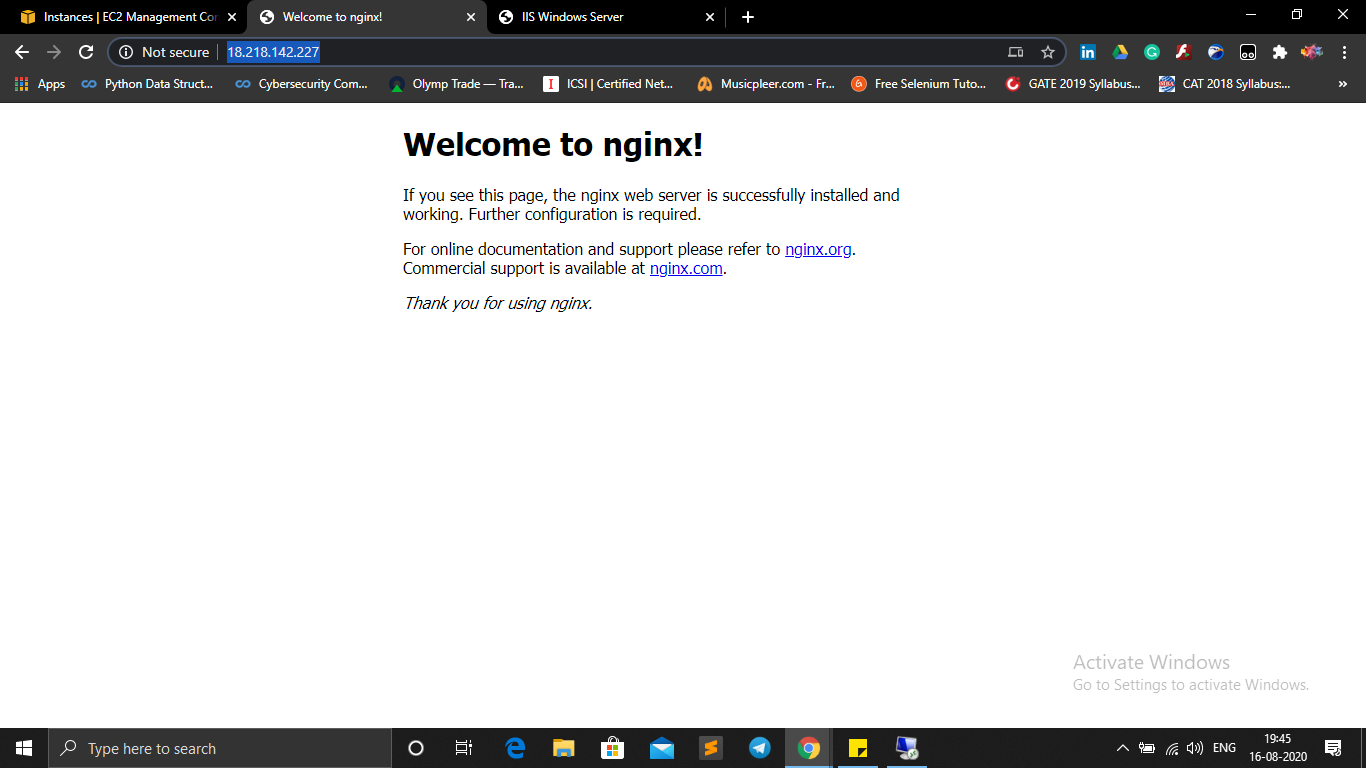 Instances | EC2 Management Con
Welcome to nginx!
IIS Windows Server
Not secure
18.218.142.227
Apps
Python Data Struct...
Cybersecurity Com...
Olymp Trade — Tra...
ICSI | Certified Net...
Musicpleer.com - Fr...
Free Selenium Tuto...
GATE 2019 Syllabus...
CAT 2018 Syllabus:...
Welcome to nginx!
If you see this page, the nginx web server is successfully installed and
working. Further configuration is required.
For online documentation and support please refer to nginx.org.
Commercial support is available at nginx.com.
Thank you for using nginx.
Activate Windows
Go to Settings to activate Windows.
Type here to search
ENG
19:45
16-08-2020